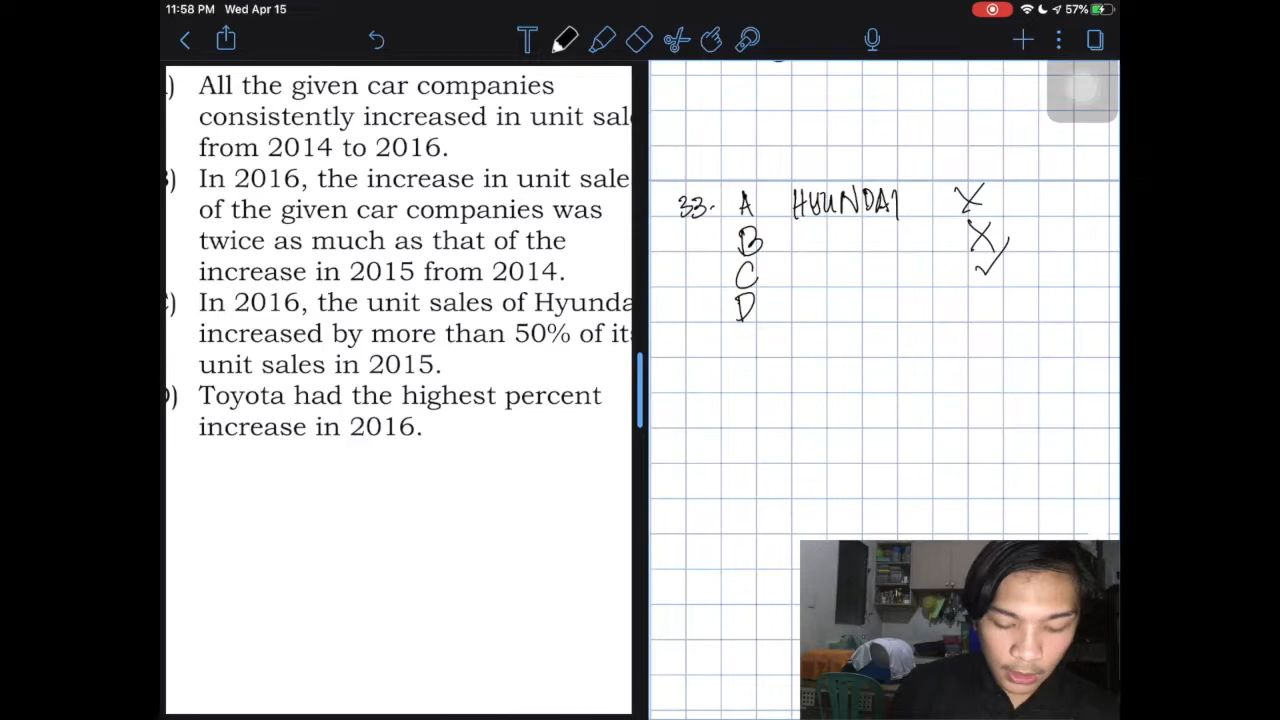 11:58 PM Wed Apr 15
57%
) All the given car companies
consistently increased in unit sal
from 2014 to 2016.
) In 2016, the increase in unit sale
of the given car companies was
twice as much as that of the
increase in 2015 from 2014.
) In 2016, the unit sales of Hyunda
increased by more than 50% of it
unit sales in 2015.
) Toyota had the highest percent
increase in 2016.
33. A HYUNDAI X
B X
C ✓
D